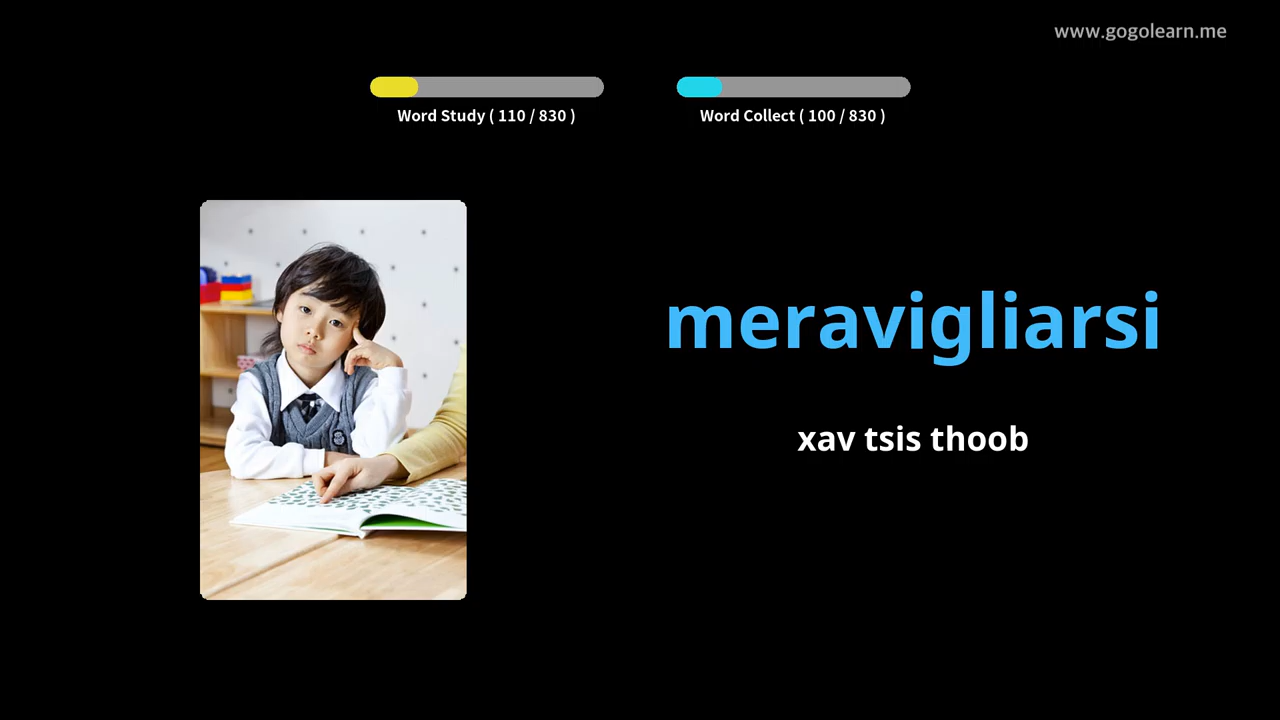 www.gogolearn.me
Word Study ( 110 / 830 )
Word Collect ( 100 / 830 )
meravigliarsi
xav tsis thoob